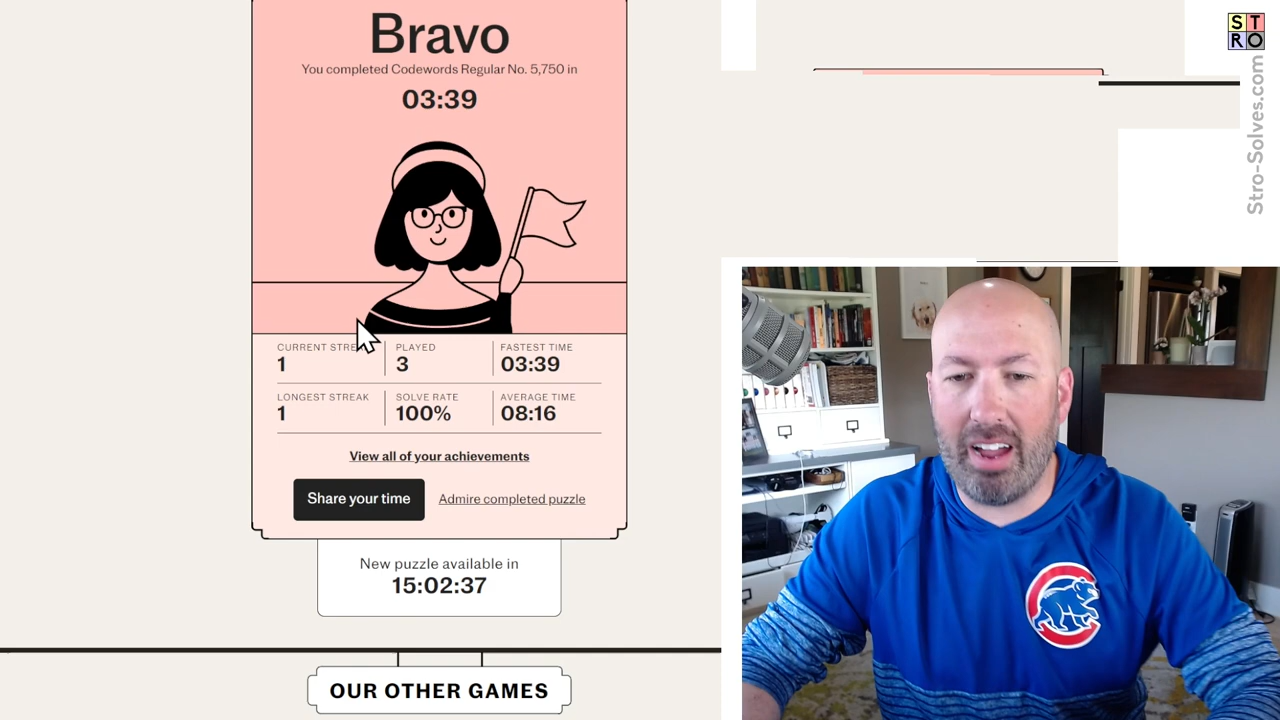 Bravo
You completed Codewords Regular No. 5,750 in
03:39
CURRENT STRE
PLAYED
FASTEST TIME
1
3
03:39
LONGEST STREAK
SOLVE RATE
AVERAGE TIME
1
100%
08:16
View all of your achievements
Share your time
Admire completed puzzle
New puzzle available in
15:02:37
OUR OTHER GAMES
ST
RO
Stro-Solves.com